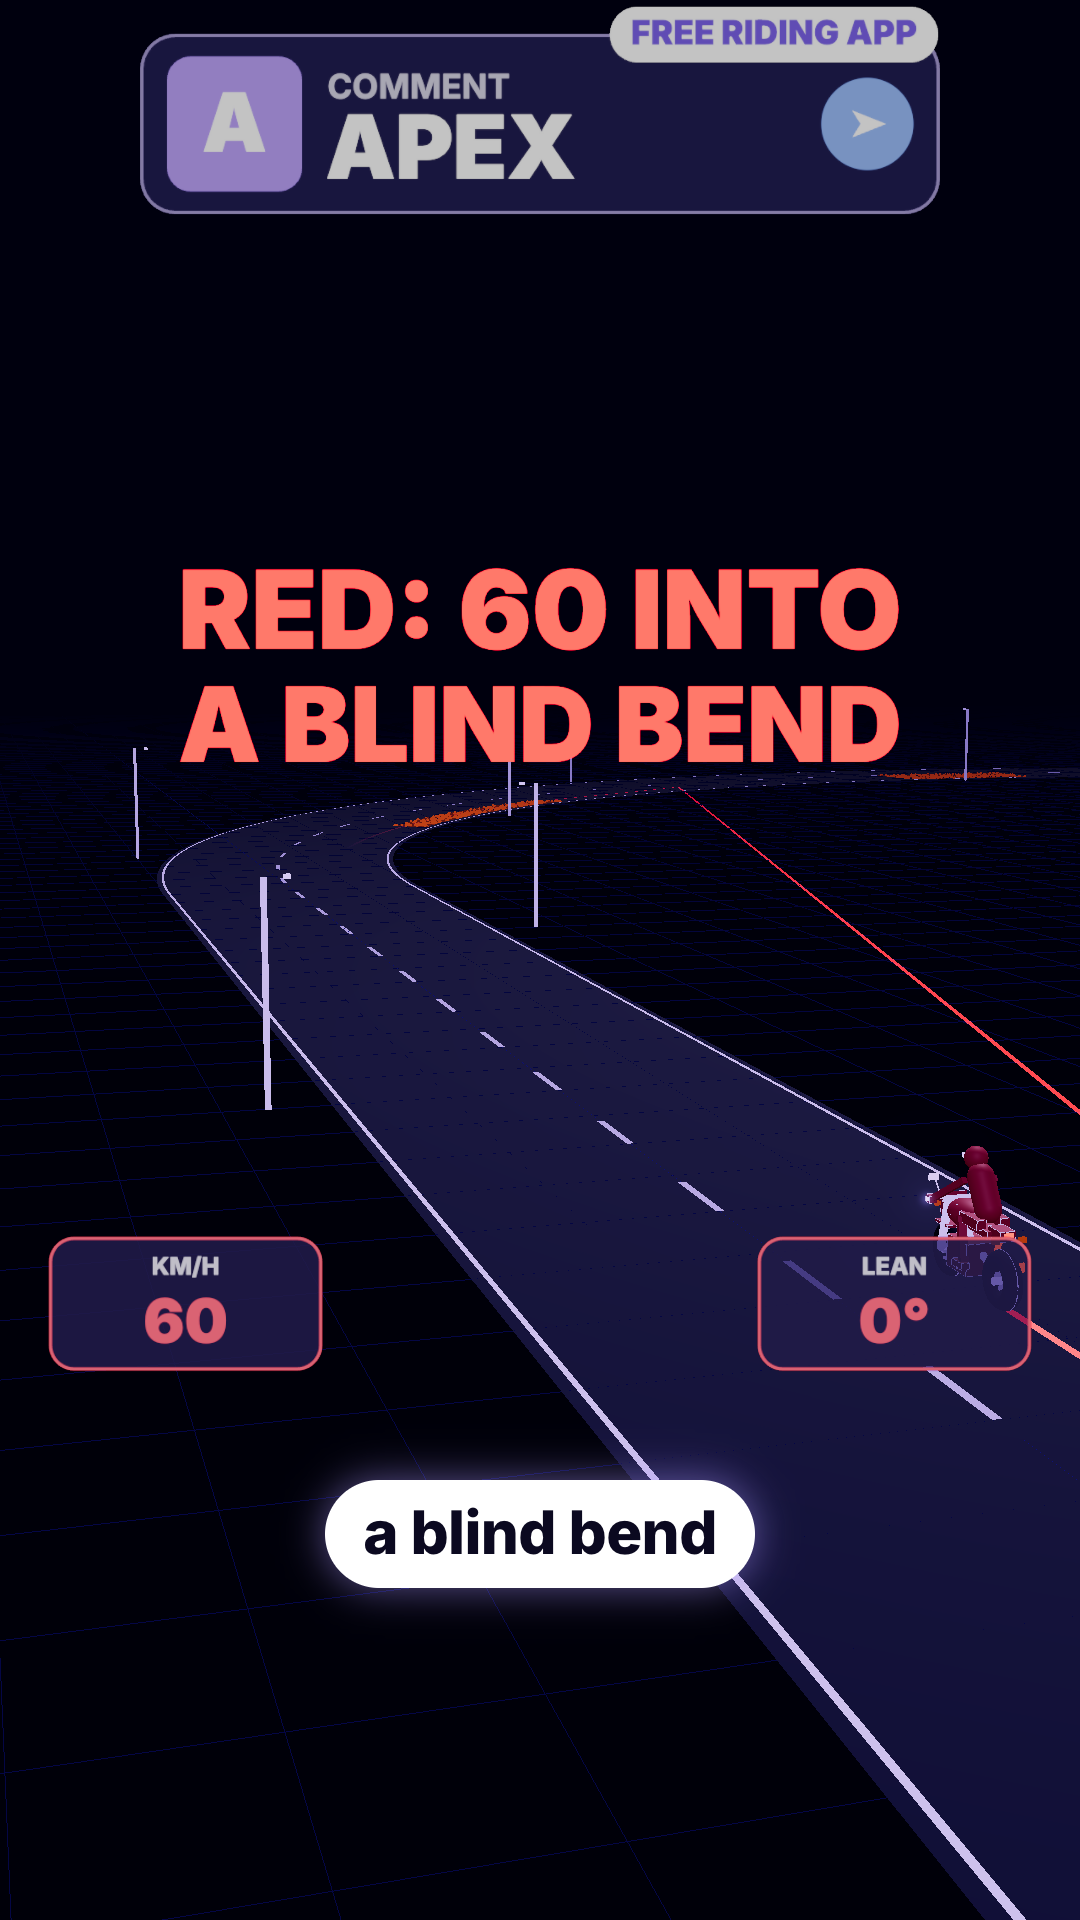 FREE RIDING APP
A
COMMENT
APEX
RED: 60 INTO
A BLIND BEND
KM/H
60
LEAN
0°
a blind bend